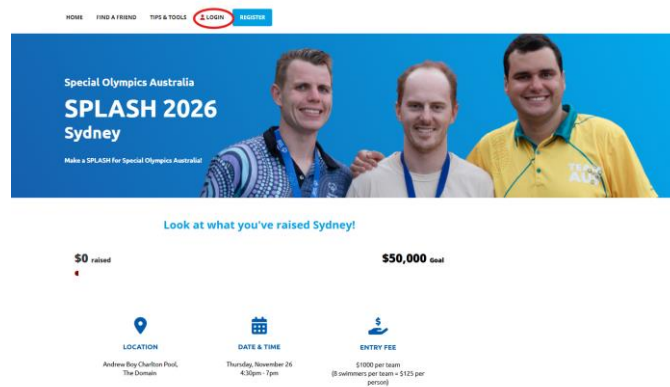 HOME FIND A FRIEND TIPS & TOOLS LOGIN REGISTER
Special Olympics Australia
SPLASH 2026
Sydney
Make a SPLASH for Special Olympics Australia!
TEAM
AUS
Look at what you've raised Sydney!
$0 raised $50,000 Goal
LOCATION DATE & TIME ENTRY FEE
Andrew Boy Charlton Pool, Thursday, November 26 $1000 per team
The Domain 4:30pm - 7pm (8 swimmers per team = $125 per
person)